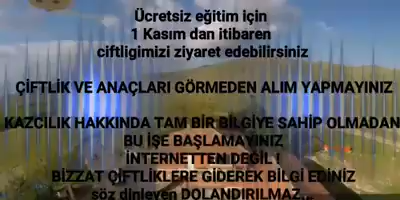 Ücretsiz eğitim için
1 Kasım dan itibaren
ciftligimizi ziyaret edebilirsiniz
ÇİFTLİK VE ANAÇLARI GÖRMEDEN ALIM YAPMAYINIZ
KAZCILIK HAKKINDA TAM BİR BİLGİYE SAHİP OLMADAN
BU İŞE BAŞLAMAYINIZ
İNTERNETTEN DEĞİL !
BİZZAT ÇİFTLİKLERE GİDEREK BİLGİ EDİNİZ
söz dinleyen DOLANDIRILMAZ...